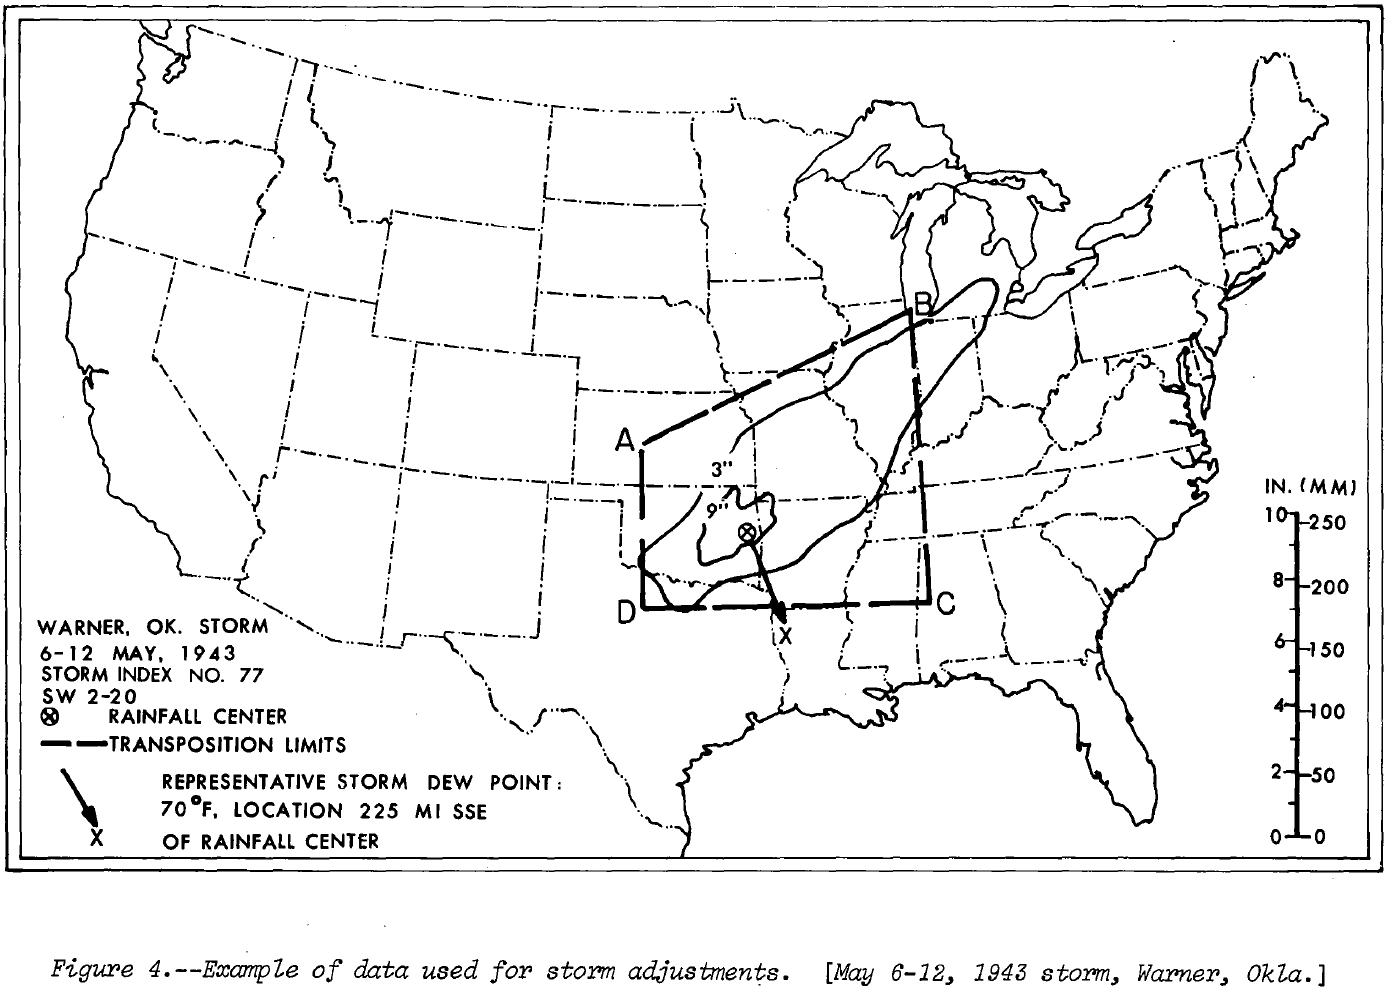 B
A
3"
9"
IN. (MM)
10 250
8 200
6 150
4 100
2 50
0 0
D
C
X
WARNER, OK. STORM
6-12 MAY, 1943
STORM INDEX NO. 77
SW 2-20
⊗ RAINFALL CENTER
TRANSPOSITION LIMITS
REPRESENTATIVE STORM DEW POINT:
70°F, LOCATION 225 MI SSE
X OF RAINFALL CENTER
Figure 4.--Example of data used for storm adjustments. [May 6-12, 1943 storm, Warner, Okla.]